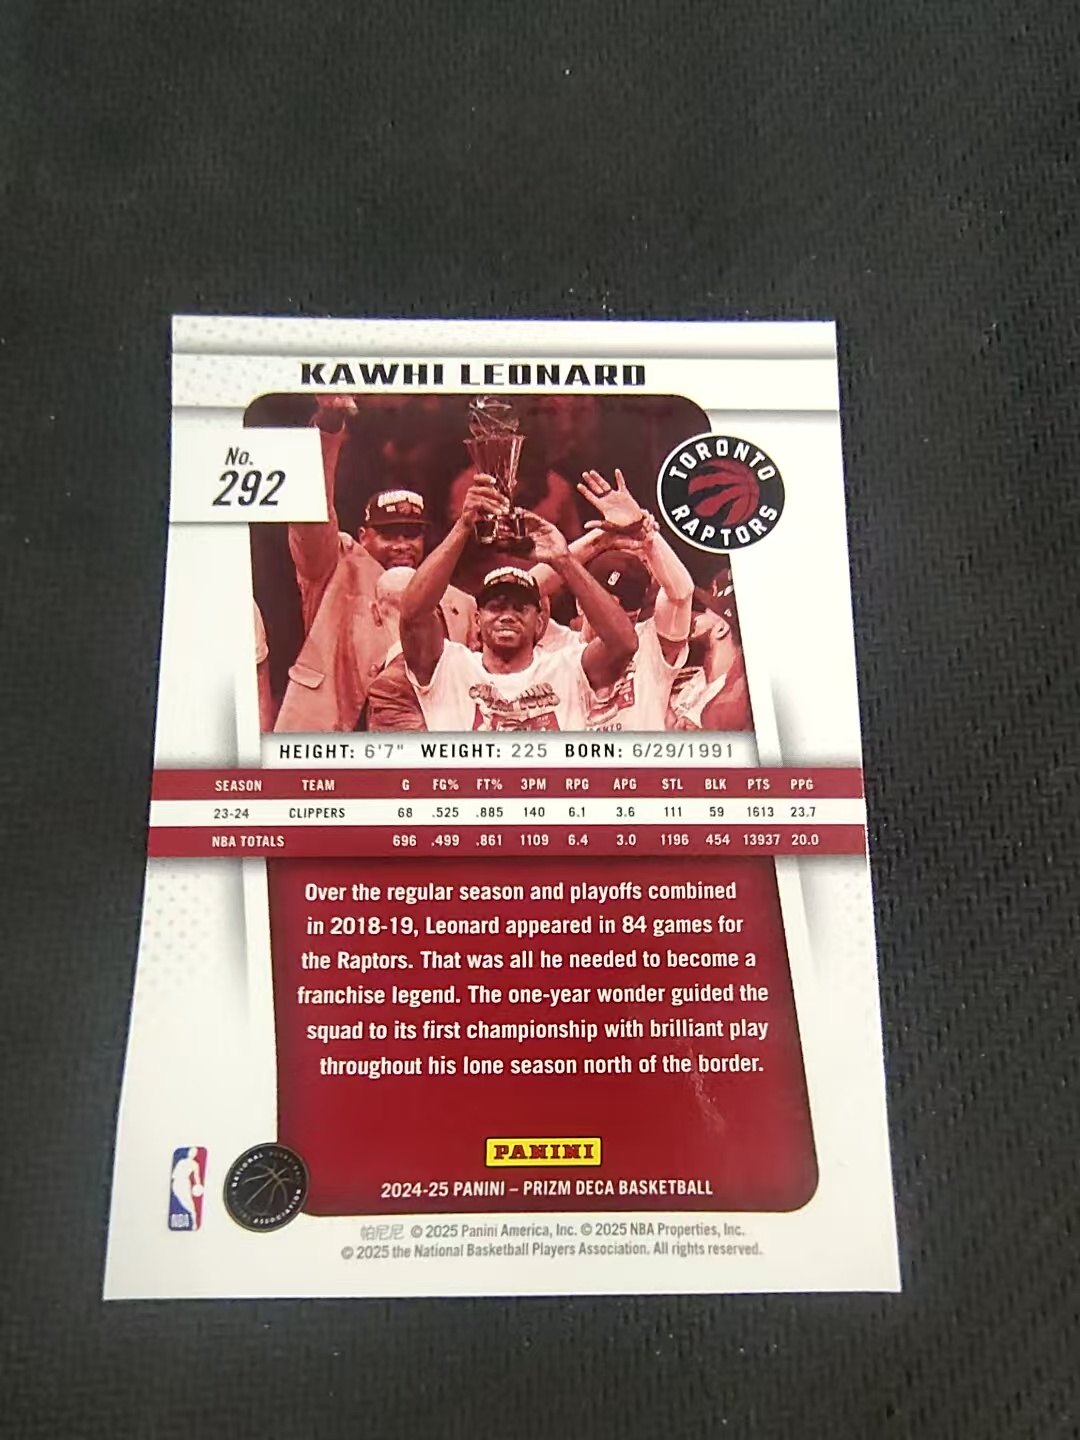 KAWHI LEONARD
No.
292
TORONTO
RAPTORS
HEIGHT: 6'7" WEIGHT: 225 BORN: 6/29/1991
SEASON TEAM G FG% FT% 3PM RPG APG STL BLK PTS PPG
23-24 CLIPPERS 68 .525 .885 140 6.1 3.6 111 59 1613 23.7
NBA TOTALS 696 .499 .861 1109 6.4 3.0 1196 454 13937 20.0
Over the regular season and playoffs combined
in 2018-19, Leonard appeared in 84 games for
the Raptors. That was all he needed to become a
franchise legend. The one-year wonder guided the
squad to its first championship with brilliant play
throughout his lone season north of the border.
PANINI
NBA
NATIONAL
ASSOCIATION
2024-25 PANINI – PRIZM DECA BASKETBALL
帕尼尼 © 2025 Panini America, Inc. © 2025 NBA Properties, Inc.
© 2025 the National Basketball Players Association. All rights reserved.